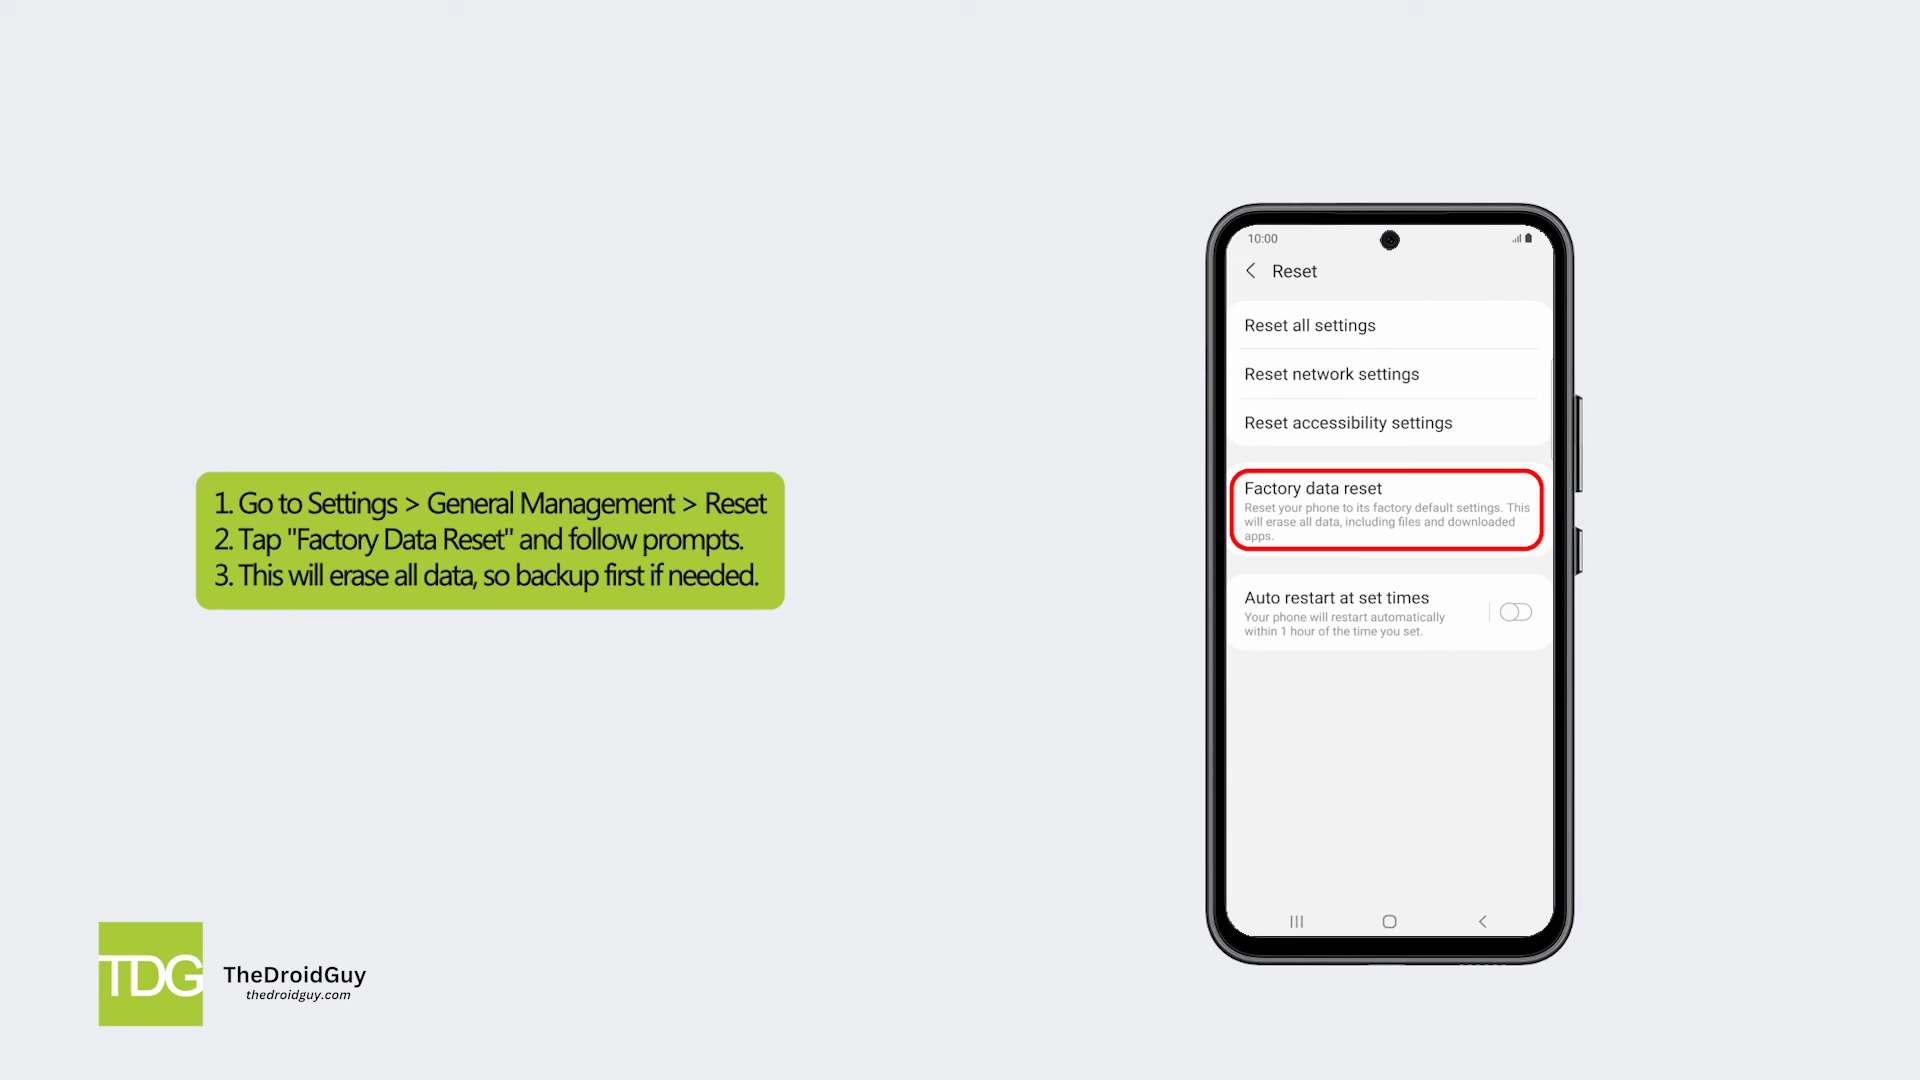 1. Go to Settings > General Management > Reset
2. Tap "Factory Data Reset" and follow prompts.
3. This will erase all data, so backup first if needed.
10:00
Reset
Reset all settings
Reset network settings
Reset accessibility settings
Factory data reset
Reset your phone to its factory default settings. This
will erase all data, including files and downloaded
apps.
Auto restart at set times
Your phone will restart automatically
within 1 hour of the time you set.
TDG
TheDroidGuy
thedroidguy.com